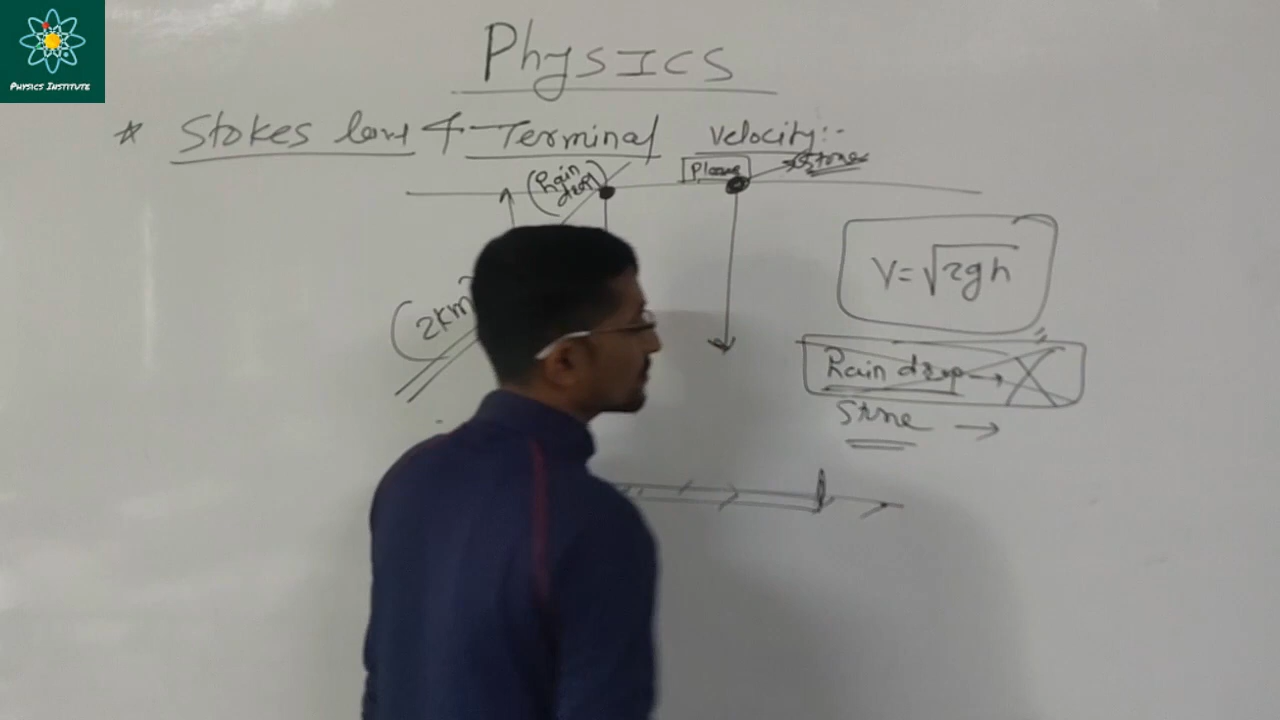 PHYSICS INSTITUTE
Physics
* Stokes law & Terminal Velocity:-
(Rain drop)
Plane
Stone
(2km)
V=√2gh
Rain drop → X
Stone →